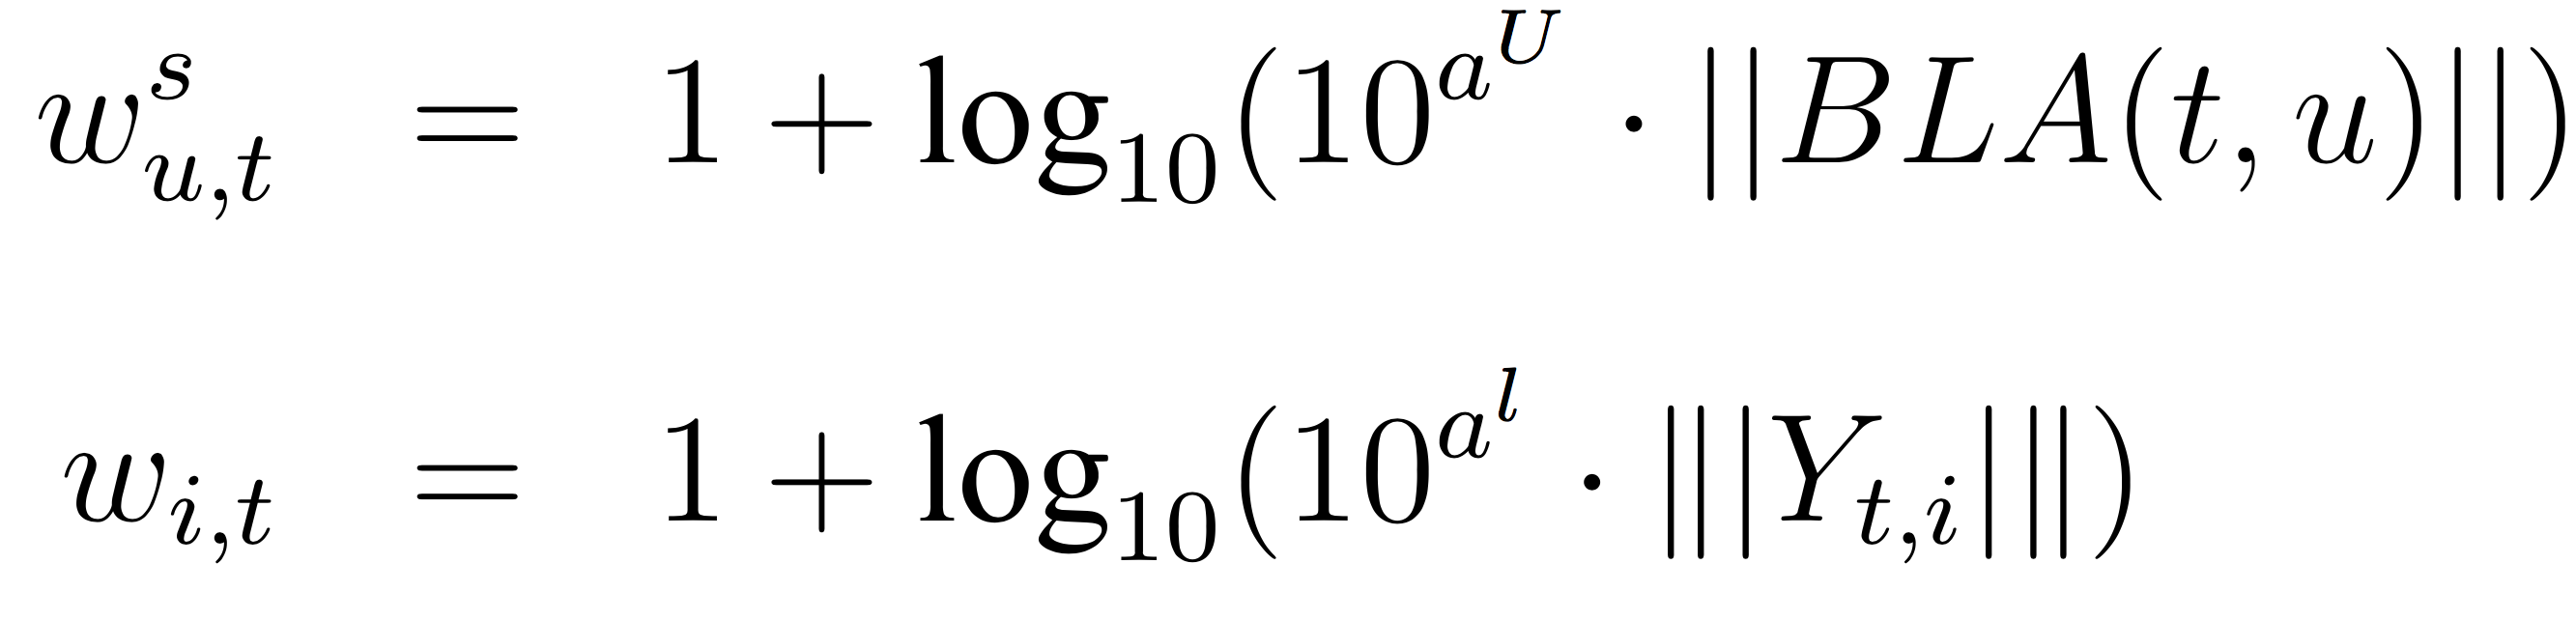 w^s_{u,t} = 1 + log_{10}(10^{a^U} · ||BLA(t, u)||)
w_{i,t} = 1 + log_{10}(10^{a^l} · |||Y_{t,i}|||)